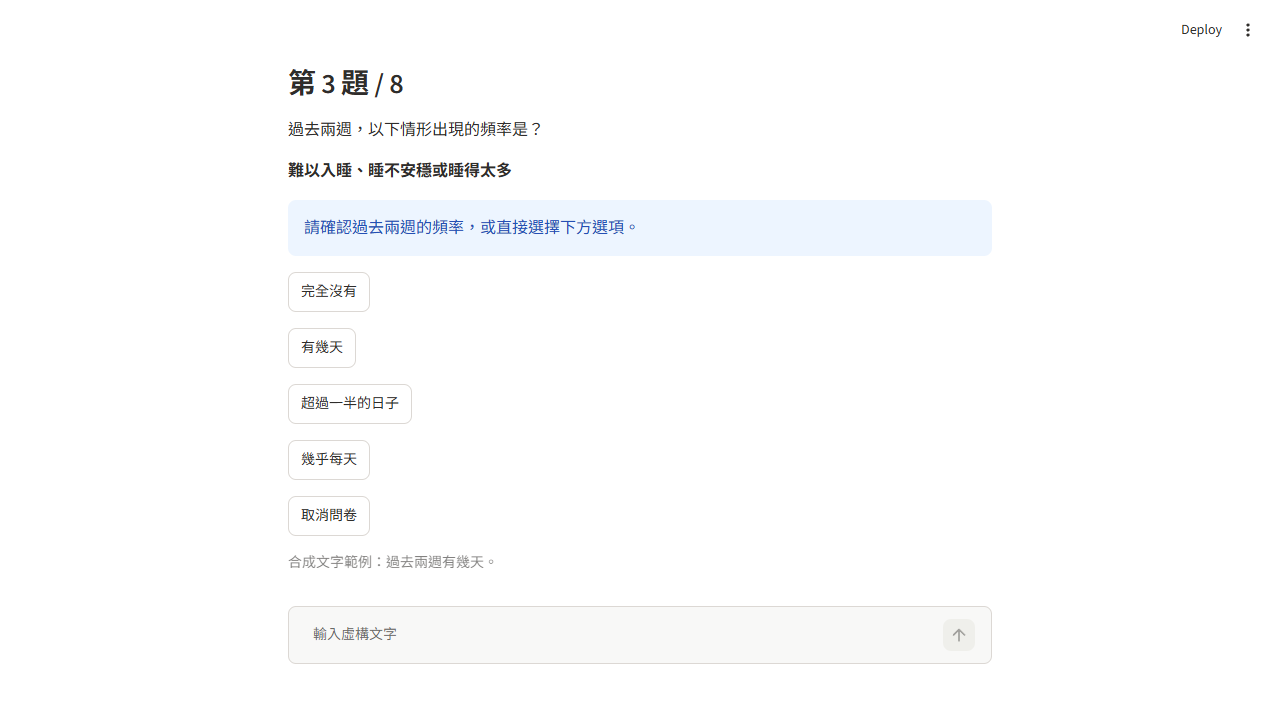 Deploy
第 3 題 / 8
過去兩週，以下情形出現的頻率是？
難以入睡、睡不安穩或睡得太多
請確認過去兩週的頻率，或直接選擇下方選項。
完全沒有
有幾天
超過一半的日子
幾乎每天
取消問卷
合成文字範例：過去兩週有幾天。
輸入虛構文字